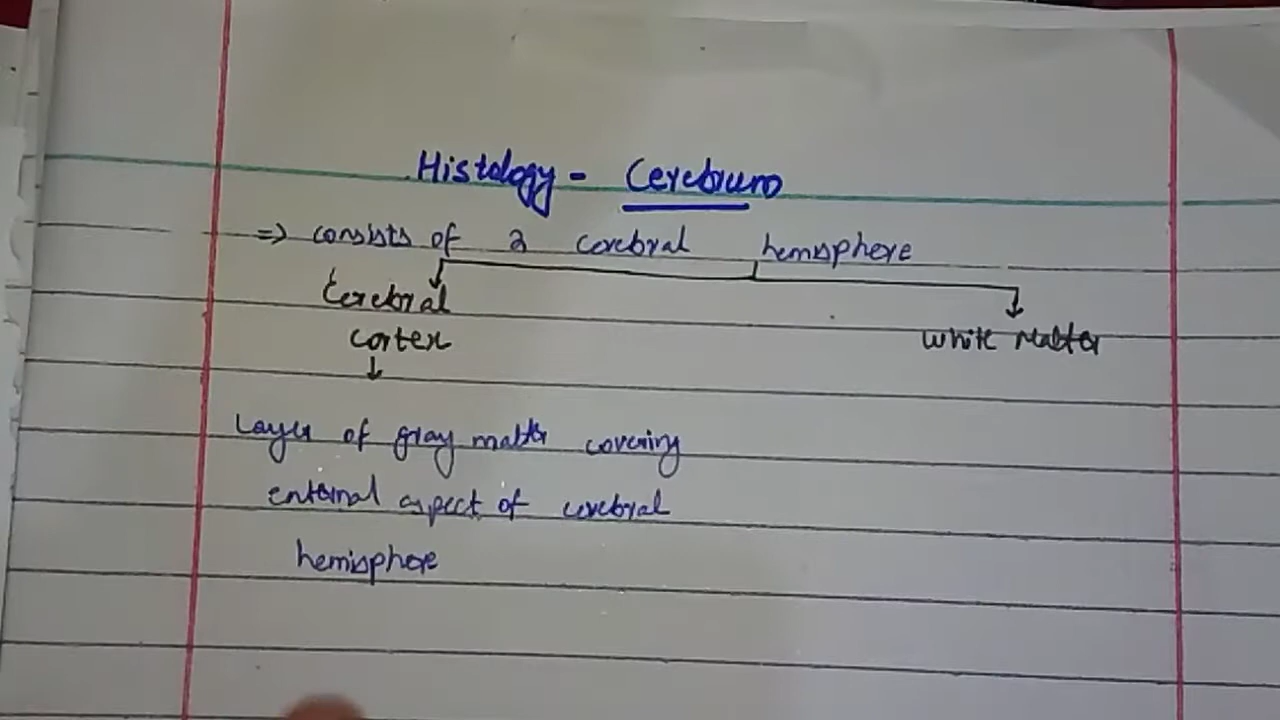 Histology - Cerebrum
=> consists of 2 cerebral hemisphere
Cerebral
cortex
White Matter
Layer of gray matter covering
external aspect of cerebral
hemisphere